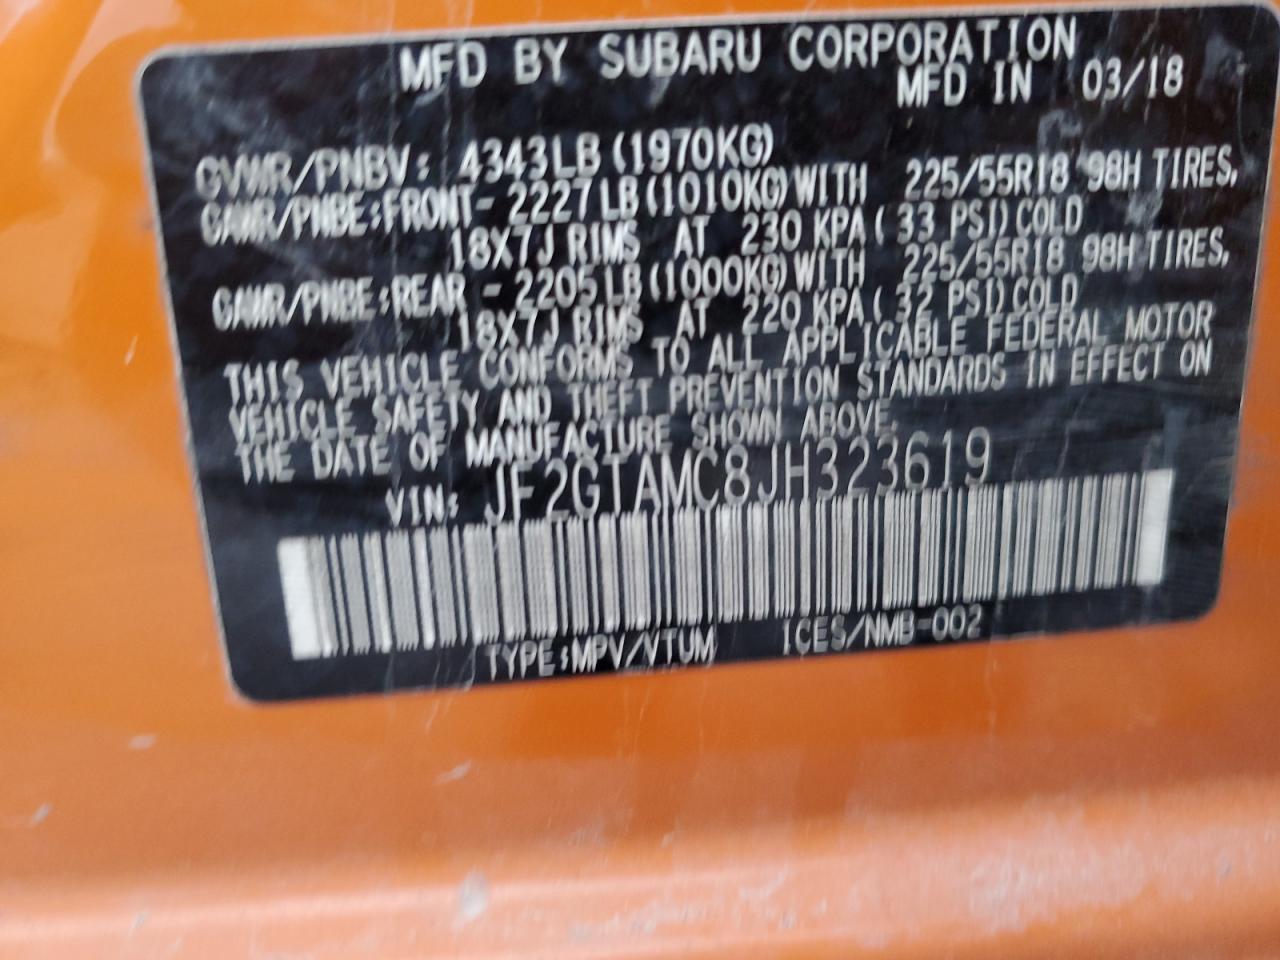 MFD BY SUBARU CORPORATION
MFD IN 03/18
GVWR/PNBV: 4343LB (1970KG)
GAWR/PNBE:FRONT- 2227LB(1010KG)WITH 225/55R18 98H TIRES,
18X7J RIMS AT 230 KPA( 33 PSI)COLD
GAWR/PNBE:REAR - 2205LB(1000KG)WITH 225/55R18 98H TIRES,
18X7J RIMS AT 220 KPA( 32 PSI)COLD
THIS VEHICLE CONFORMS TO ALL APPLICABLE FEDERAL MOTOR
VEHICLE SAFETY AND THEFT PREVENTION STANDARDS IN EFFECT ON
THE DATE OF MANUFACTURE SHOWN ABOVE.
VIN: JF2GTAMC8JH323619
TYPE:MPV/VTUM ICES/NMB-002